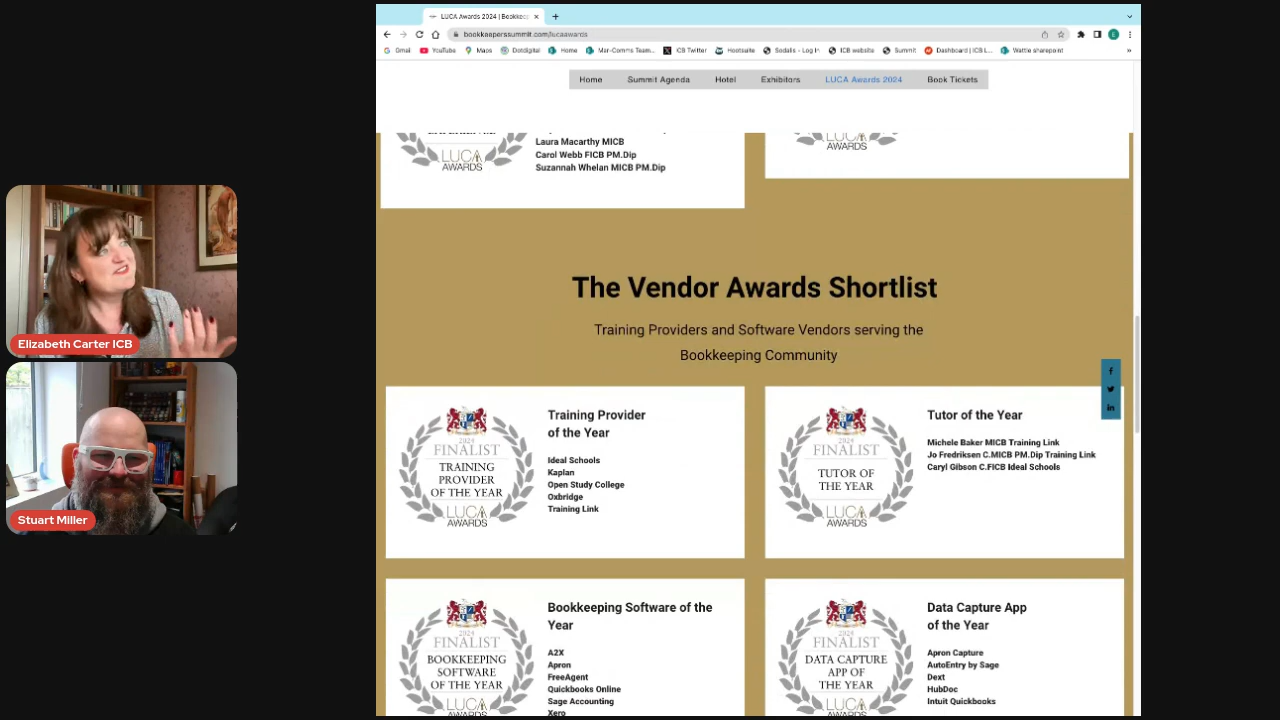 LUCA Awards 2024 | Bookkeep
bookkeeperssummit.com/lucaawards
Gmail YouTube Maps Dotdigital Home Mar-Comms Team... ICB Twitter Hootsuite Sodalis - Log In ICB website Summit Dashboard | ICB L... Wattle sharepoint »
Home Summit Agenda Hotel Exhibitors LUCA Awards 2024 Book Tickets
LUCA
AWARDS
Laura Macarthy MICB
Carol Webb FICB PM.Dip
Suzannah Whelan MICB PM.Dip
LUCA
AWARDS
The Vendor Awards Shortlist
Training Providers and Software Vendors serving the
Bookkeeping Community
2024
FINALIST
TRAINING
PROVIDER
OF THE YEAR
LUCA
AWARDS
Training Provider
of the Year
Ideal Schools
Kaplan
Open Study College
Oxbridge
Training Link
2024
FINALIST
TUTOR OF
THE YEAR
LUCA
AWARDS
Tutor of the Year
Michele Baker MICB Training Link
Jo Fredriksen C.MICB PM.Dip Training Link
Caryl Gibson C.FICB Ideal Schools
2024
FINALIST
BOOKKEEPING
SOFTWARE
OF THE YEAR
LUCA
Bookkeeping Software of the
Year
A2X
Apron
FreeAgent
Quickbooks Online
Sage Accounting
Xero
2024
FINALIST
DATA CAPTURE
APP OF
THE YEAR
LUCA
Data Capture App
of the Year
Apron Capture
AutoEntry by Sage
Dext
HubDoc
Intuit Quickbooks
Elizabeth Carter ICB
Stuart Miller